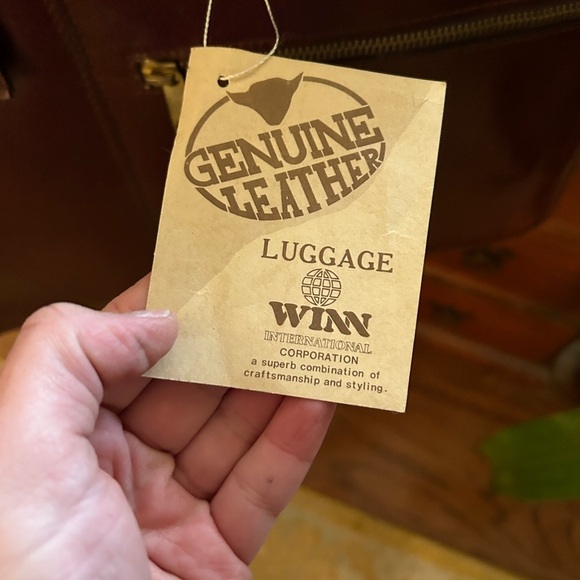 GENUINE
LEATHER
LUGGAGE
WINN
INTERNATIONAL
CORPORATION
a superb combination of
craftsmanship and styling.